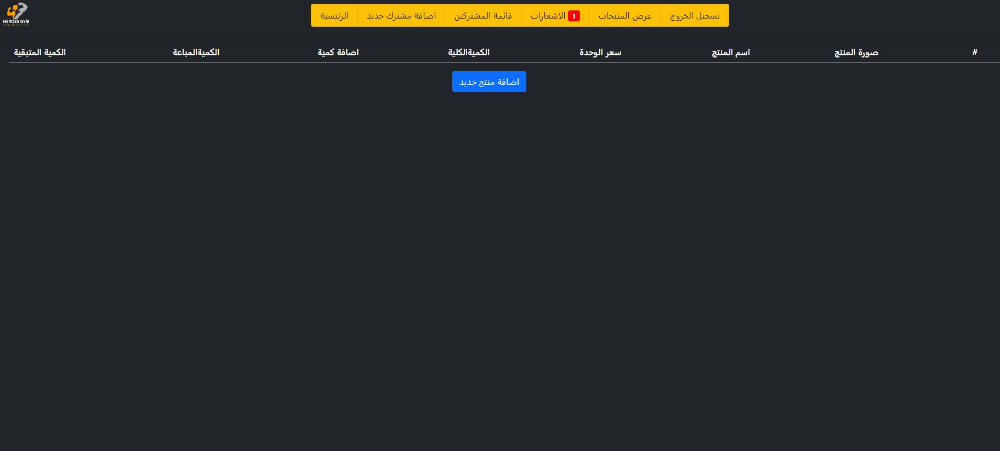 HEROES GYM
الرئيسية
اضافة مشترك جديد
قائمة المشتركين
الاشعارات 1
عرض المنتجات
تسجيل الخروج
# صورة المنتج اسم المنتج سعر الوحدة الكميةالكلية اضافة كمية الكميةالمباعة الكمية المتبقية
اضافة منتج جديد